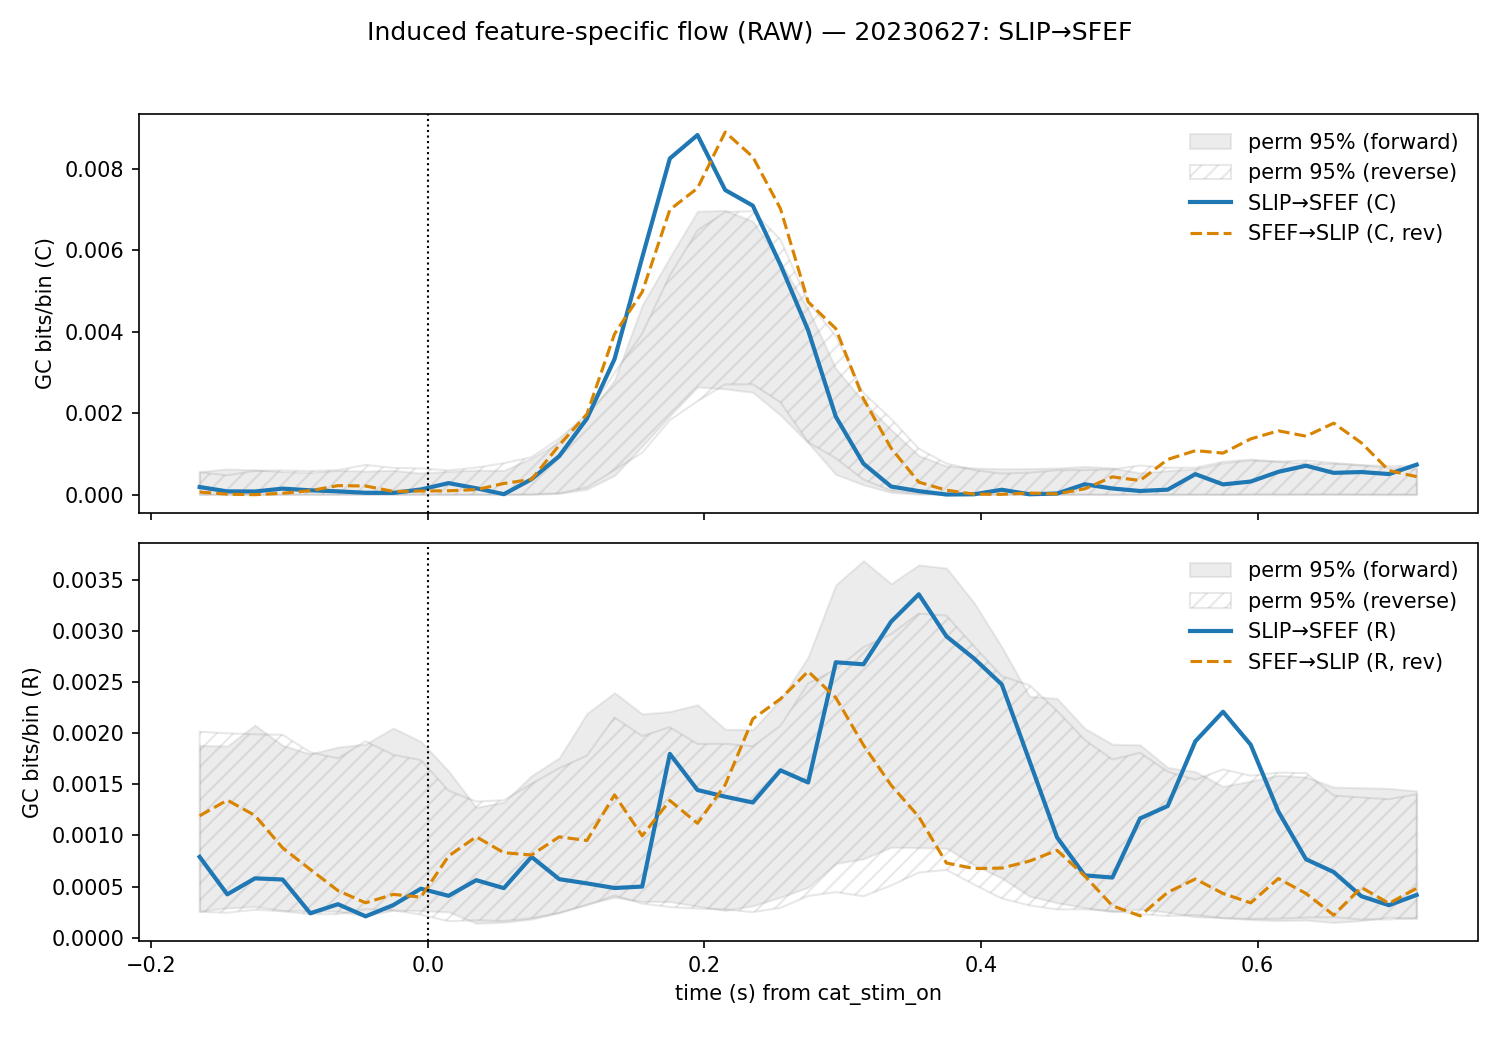 Induced feature-specific flow (RAW) — 20230627: SLIP→SFEF
GC bits/bin (C)
0.008
0.006
0.004
0.002
0.000
perm 95% (forward)
perm 95% (reverse)
SLIP→SFEF (C)
SFEF→SLIP (C, rev)
GC bits/bin (R)
0.0035
0.0030
0.0025
0.0020
0.0015
0.0010
0.0005
0.0000
perm 95% (forward)
perm 95% (reverse)
SLIP→SFEF (R)
SFEF→SLIP (R, rev)
−0.2 0.0 0.2 0.4 0.6
time (s) from cat_stim_on